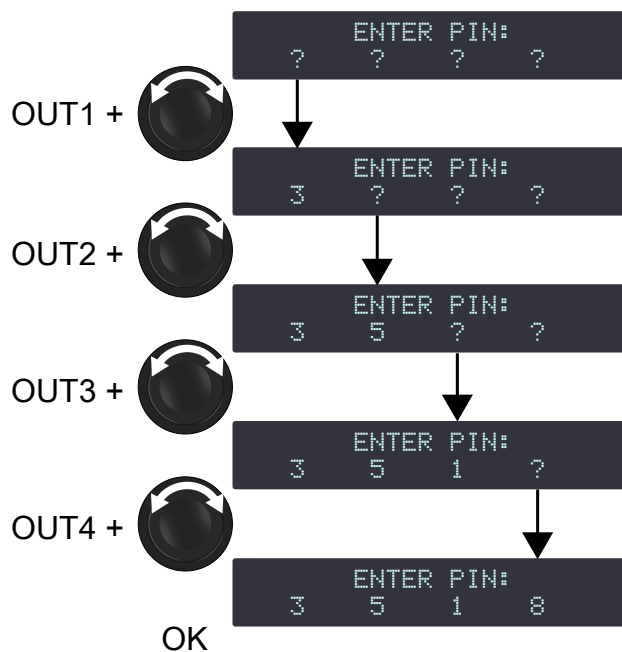 ENTER PIN:
? ? ? ?
OUT1 +
ENTER PIN:
3 ? ? ?
OUT2 +
ENTER PIN:
3 5 ? ?
OUT3 +
ENTER PIN:
3 5 1 ?
OUT4 +
ENTER PIN:
3 5 1 8
OK